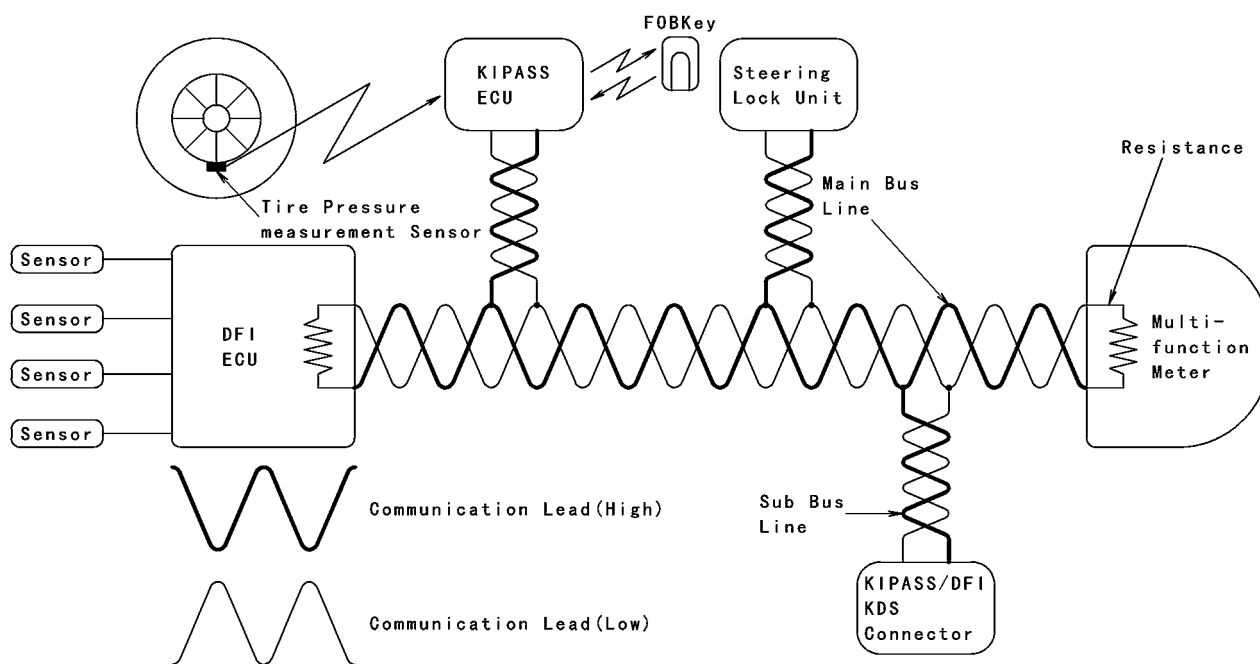 FOBKey
KIPASS
ECU
Steering
Lock Unit
Resistance
Main Bus
Line
Tire Pressure
measurement Sensor
Sensor
Sensor
Sensor
Sensor
DFI
ECU
Multi-
function
Meter
Communication Lead(High)
Sub Bus
Line
KIPASS/DFI
KDS
Connector
Communication Lead(Low)